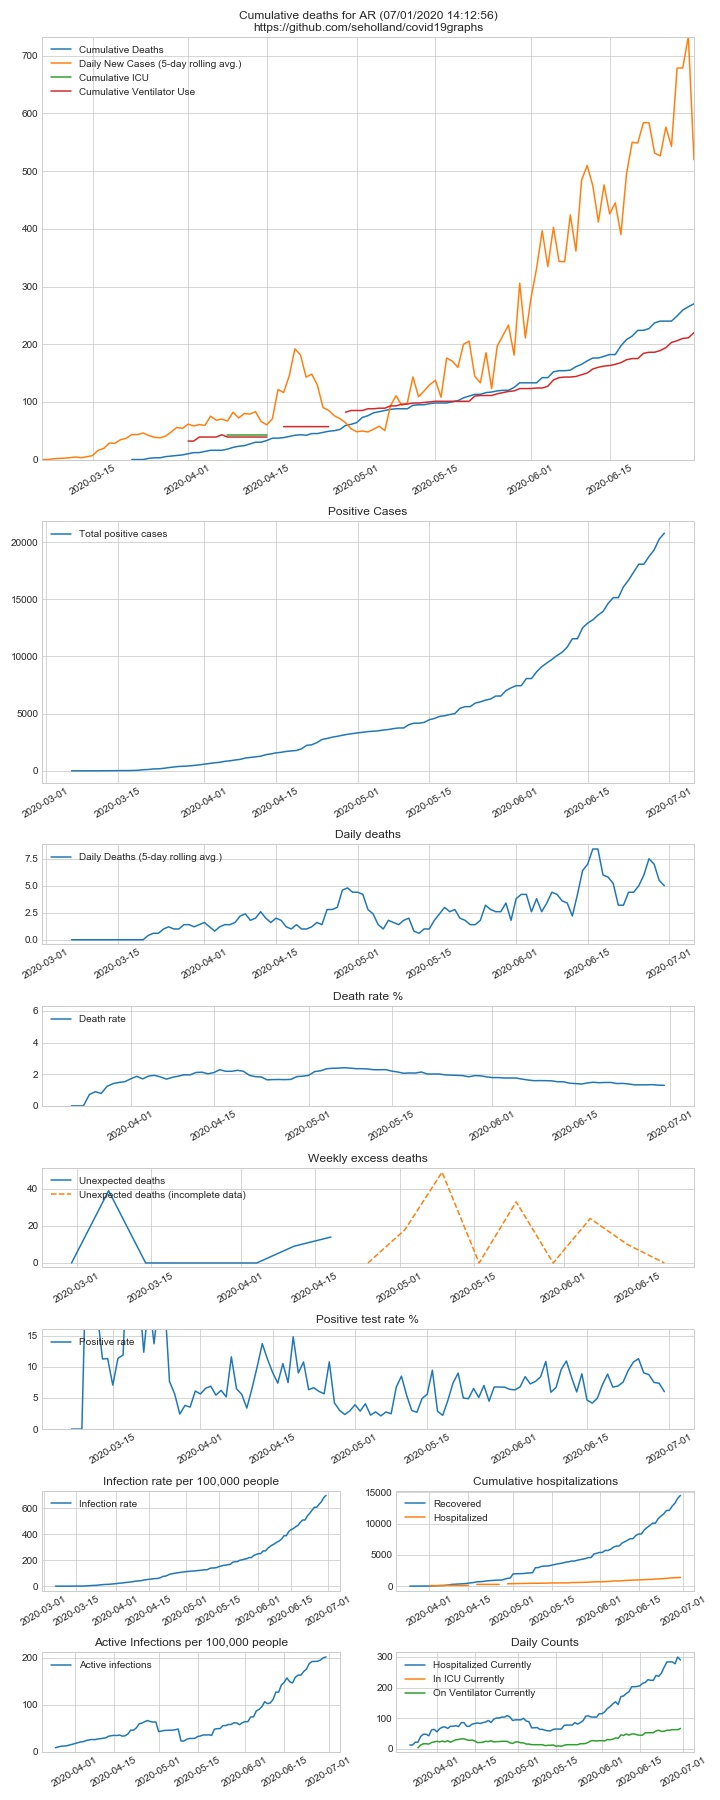 Cumulative deaths for AR (07/01/2020 14:12:56)
https://github.com/seholland/covid19graphs
Cumulative Deaths
Daily New Cases (5-day rolling avg.)
Cumulative ICU
Cumulative Ventilator Use
700
600
500
400
300
200
100
0
2020-03-15 2020-04-01 2020-04-15 2020-05-01 2020-05-15 2020-06-01 2020-06-15
Positive Cases
Total positive cases
20000
15000
10000
5000
0
2020-03-01 2020-03-15 2020-04-01 2020-04-15 2020-05-01 2020-05-15 2020-06-01 2020-06-15 2020-07-01
Daily deaths
Daily Deaths (5-day rolling avg.)
7.5
5.0
2.5
0.0
2020-03-01 2020-03-15 2020-04-01 2020-04-15 2020-05-01 2020-05-15 2020-06-01 2020-06-15 2020-07-01
Death rate %
Death rate
6
4
2
0
2020-04-01 2020-04-15 2020-05-01 2020-05-15 2020-06-01 2020-06-15 2020-07-01
Weekly excess deaths
Unexpected deaths
Unexpected deaths (incomplete data)
40
20
0
2020-03-01 2020-03-15 2020-04-01 2020-04-15 2020-05-01 2020-05-15 2020-06-01 2020-06-15
Positive test rate %
Positive rate
15
10
5
0
2020-03-15 2020-04-01 2020-04-15 2020-05-01 2020-05-15 2020-06-01 2020-06-15 2020-07-01
Infection rate per 100,000 people
Infection rate
600
400
200
0
2020-03-01 2020-03-15 2020-04-01 2020-04-15 2020-05-01 2020-05-15 2020-06-01 2020-06-15 2020-07-01
Cumulative hospitalizations
Recovered
Hospitalized
15000
10000
5000
0
2020-04-01 2020-04-15 2020-05-01 2020-05-15 2020-06-01 2020-06-15 2020-07-01
Active Infections per 100,000 people
Active infections
200
100
0
2020-04-01 2020-04-15 2020-05-01 2020-05-15 2020-06-01 2020-06-15 2020-07-01
Daily Counts
Hospitalized Currently
In ICU Currently
On Ventilator Currently
300
200
100
0
2020-04-01 2020-04-15 2020-05-01 2020-05-15 2020-06-01 2020-06-15 2020-07-01